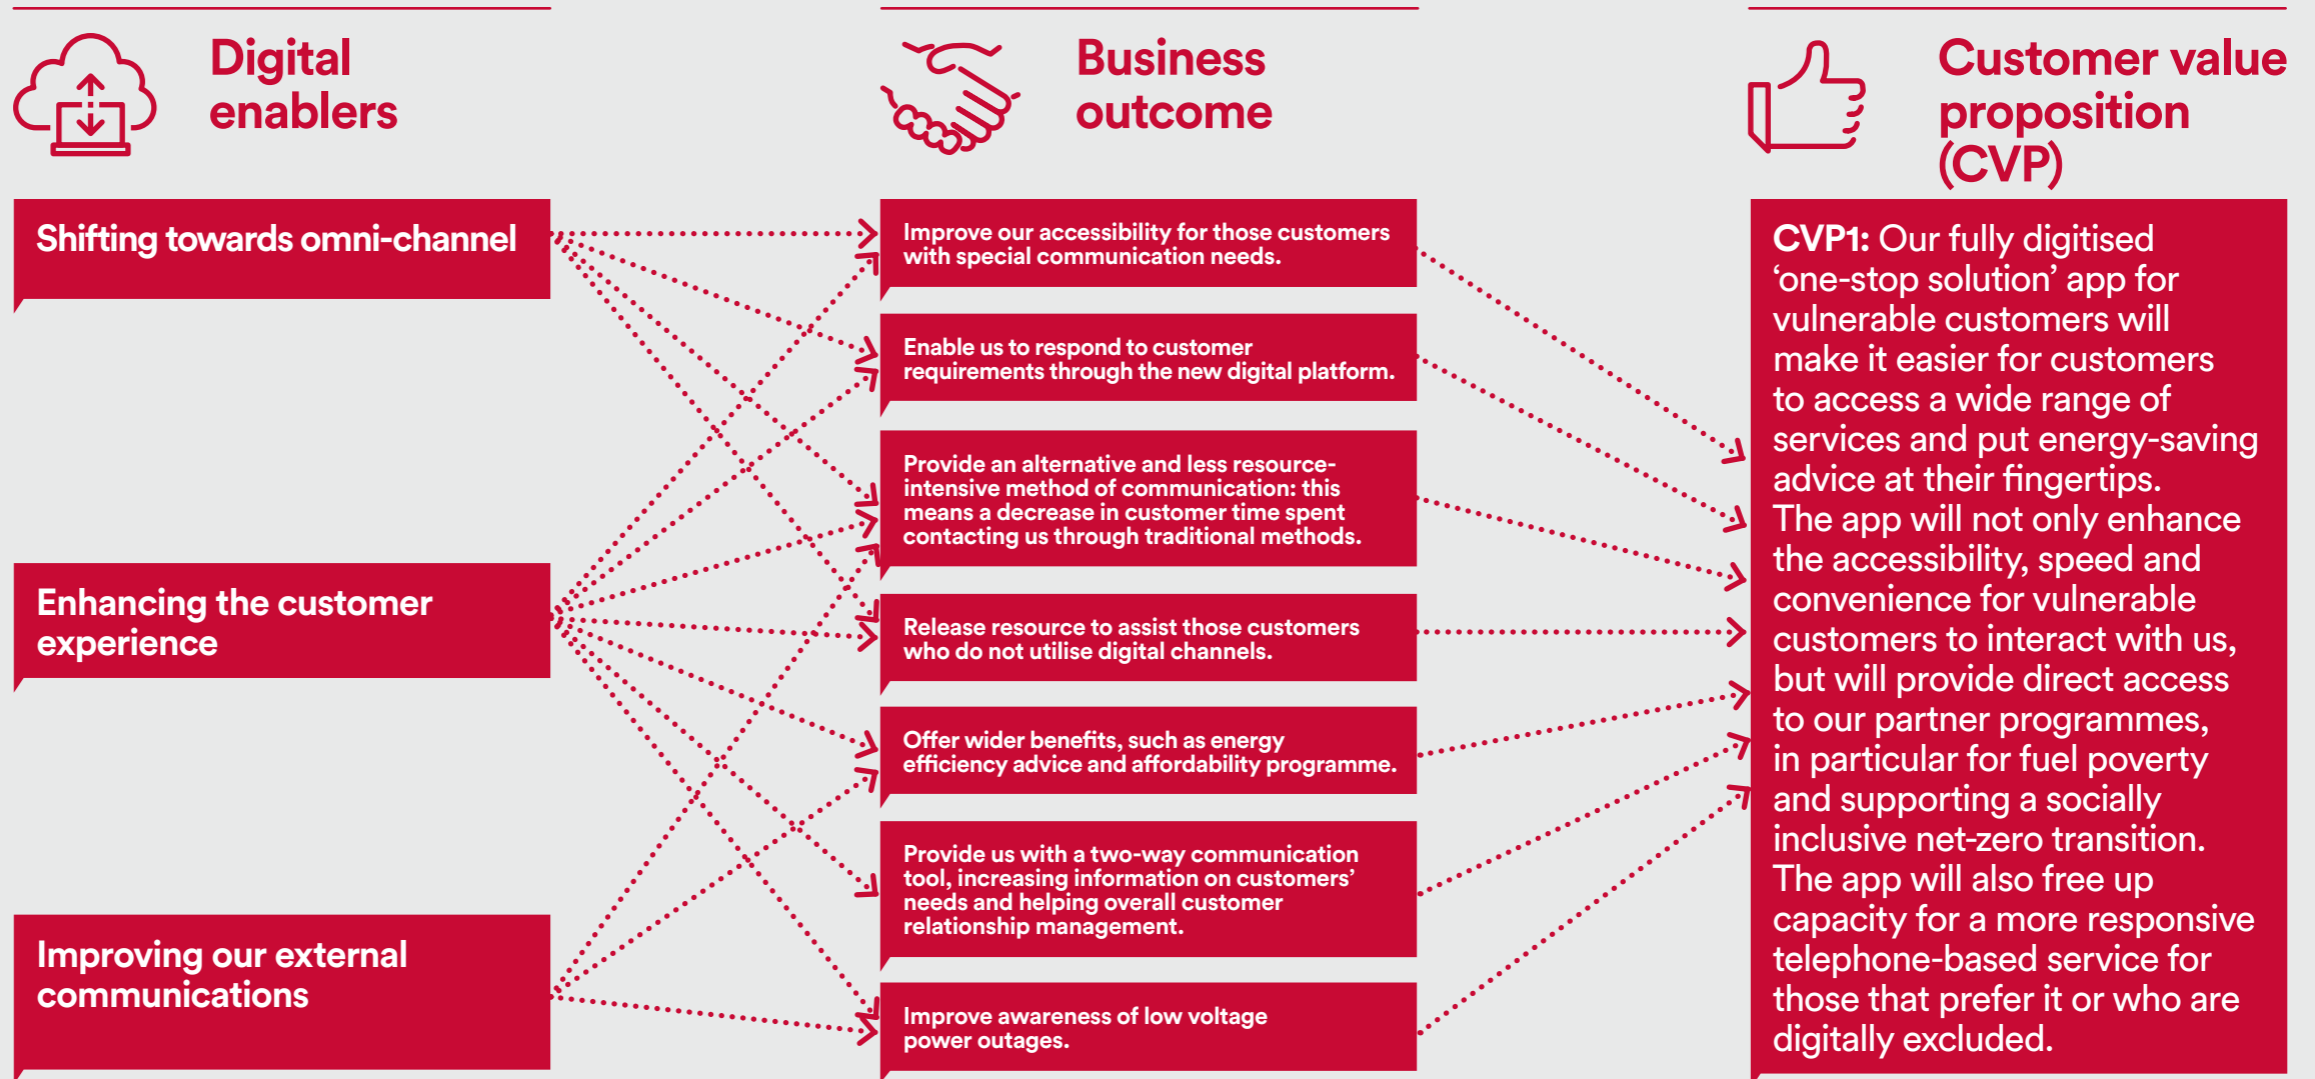 Digital
enablers
Shifting towards omni-channel
Enhancing the customer
experience
Improving our external
communications
Business
outcome
Improve our accessibility for those customers
with special communication needs.
Enable us to respond to customer
requirements through the new digital platform.
Provide an alternative and less resource-
intensive method of communication: this
means a decrease in customer time spent
contacting us through traditional methods.
Release resource to assist those customers
who do not utilise digital channels.
Offer wider benefits, such as energy
efficiency advice and affordability programme.
Provide us with a two-way communication
tool, increasing information on customers’
needs and helping overall customer
relationship management.
Improve awareness of low voltage
power outages.
Customer value
proposition
(CVP)
CVP1: Our fully digitised
‘one-stop solution’ app for
vulnerable customers will
make it easier for customers
to access a wide range of
services and put energy-saving
advice at their fingertips.
The app will not only enhance
the accessibility, speed and
convenience for vulnerable
customers to interact with us,
but will provide direct access
to our partner programmes,
in particular for fuel poverty
and supporting a socially
inclusive net-zero transition.
The app will also free up
capacity for a more responsive
telephone-based service for
those that prefer it or who are
digitally excluded.